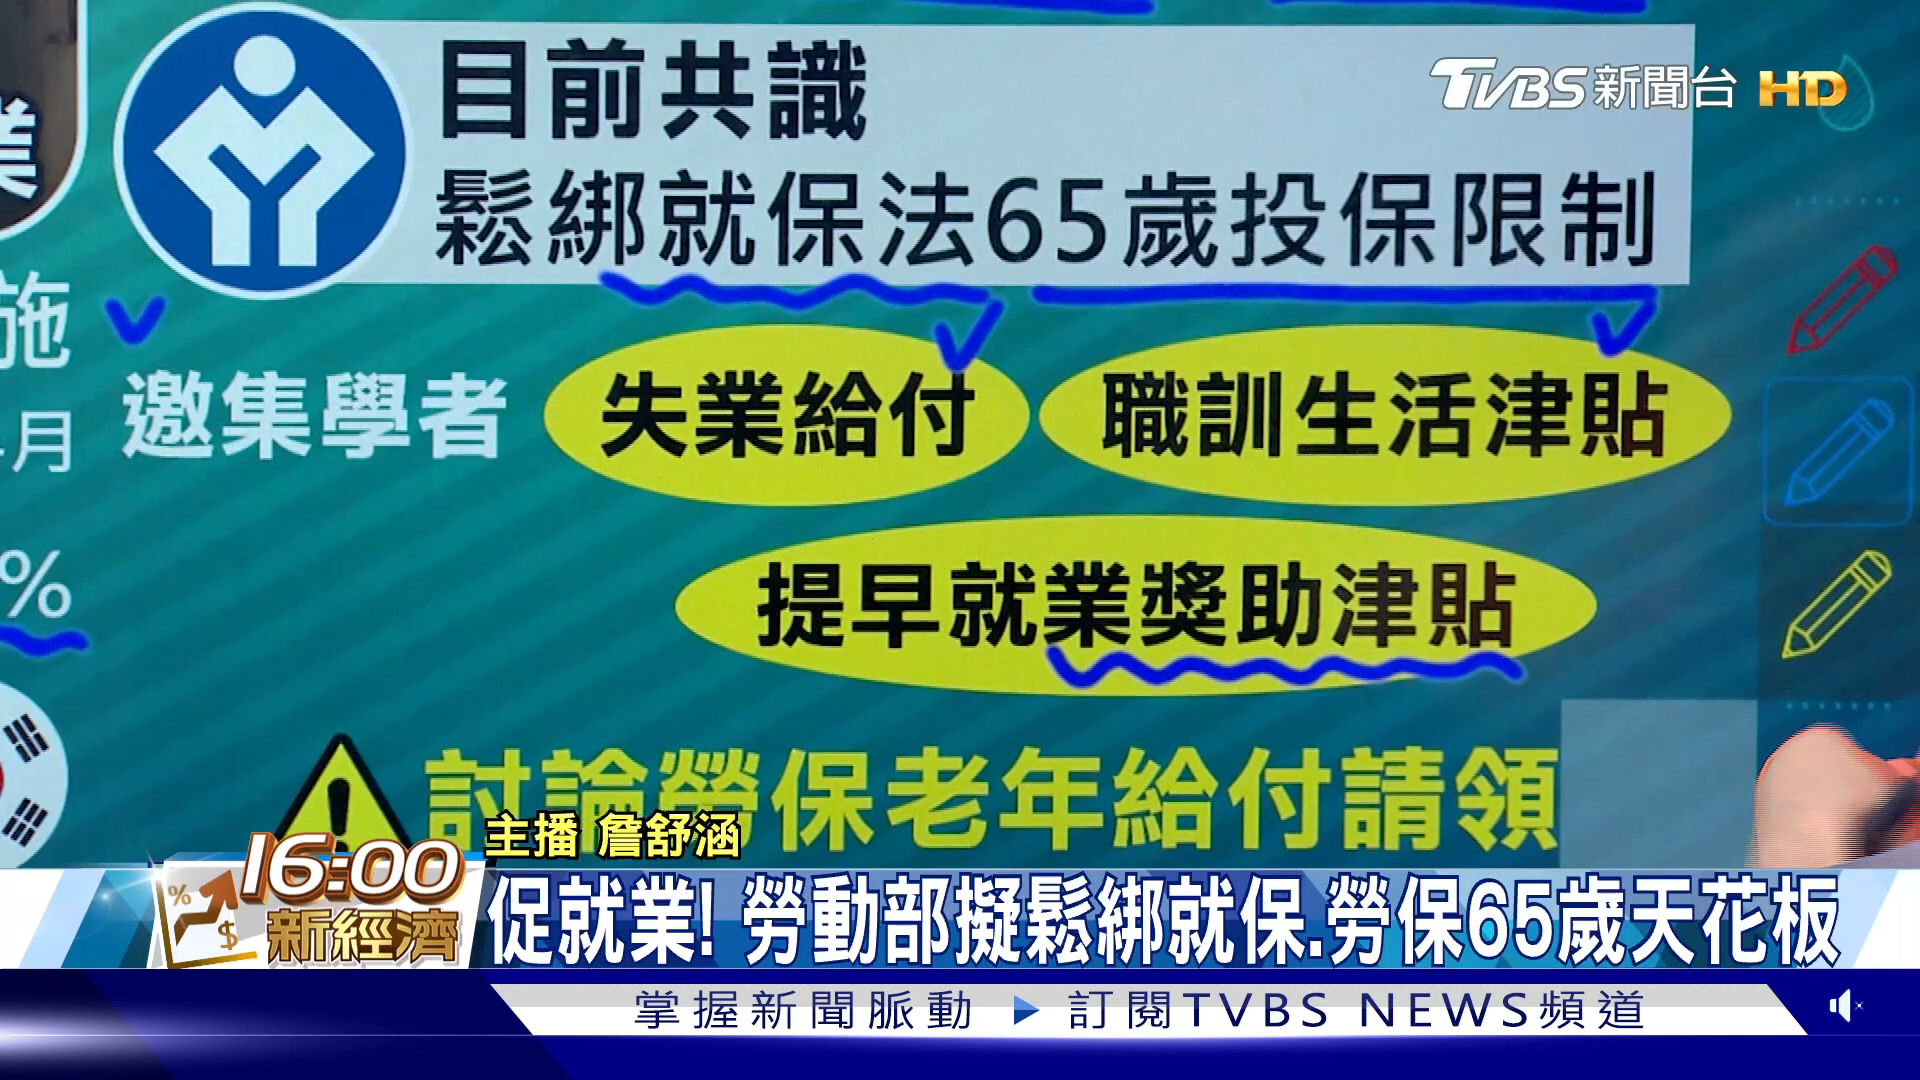 目前共識
TVBS新聞台 HD
業
鬆綁就保法65歲投保限制
施
月
邀集學者
失業給付
職訓生活津貼
%
提早就業獎助津貼
討論勞保老年給付請領
主播 詹舒涵
16:00
% $
新經濟
促就業! 勞動部擬鬆綁就保.勞保65歲天花板
掌握新聞脈動 ▶ 訂閱TVBS NEWS頻道